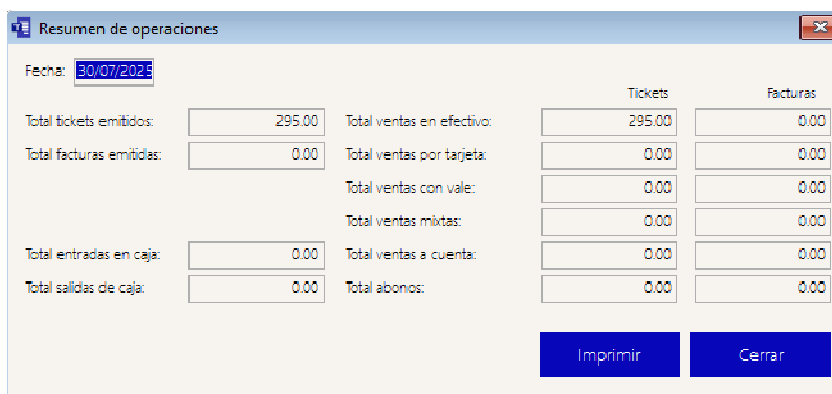 Resumen de operaciones
Fecha: 30/07/2025
Tickets Facturas
Total tickets emitidos: 295.00 Total ventas en efectivo: 295.00 0.00
Total facturas emitidas: 0.00 Total ventas por tarjeta: 0.00 0.00
Total ventas con vale: 0.00 0.00
Total ventas mixtas: 0.00 0.00
Total entradas en caja: 0.00 Total ventas a cuenta: 0.00 0.00
Total salidas de caja: 0.00 Total abonos: 0.00 0.00
Imprimir Cerrar